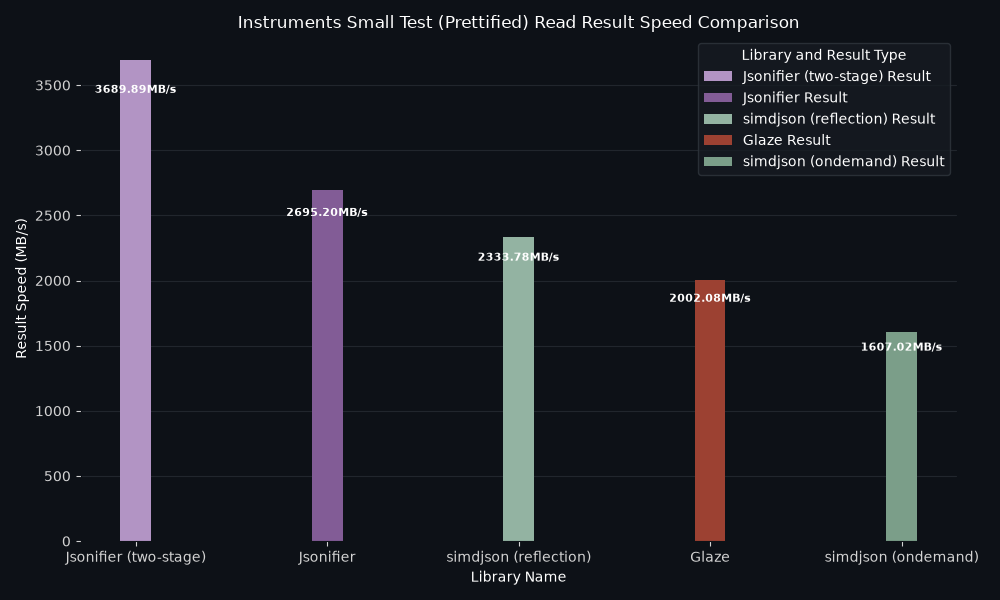 Instruments Small Test (Prettified) Read Result Speed Comparison
Library and Result Type
Jsonifier (two-stage) Result
Jsonifier Result
simdjson (reflection) Result
Glaze Result
simdjson (ondemand) Result
Result Speed (MB/s)
3500
3000
2500
2000
1500
1000
500
0
3689.89MB/s
2695.20MB/s
2333.78MB/s
2002.08MB/s
1607.02MB/s
Jsonifier (two-stage)
Jsonifier
simdjson (reflection)
Glaze
simdjson (ondemand)
Library Name